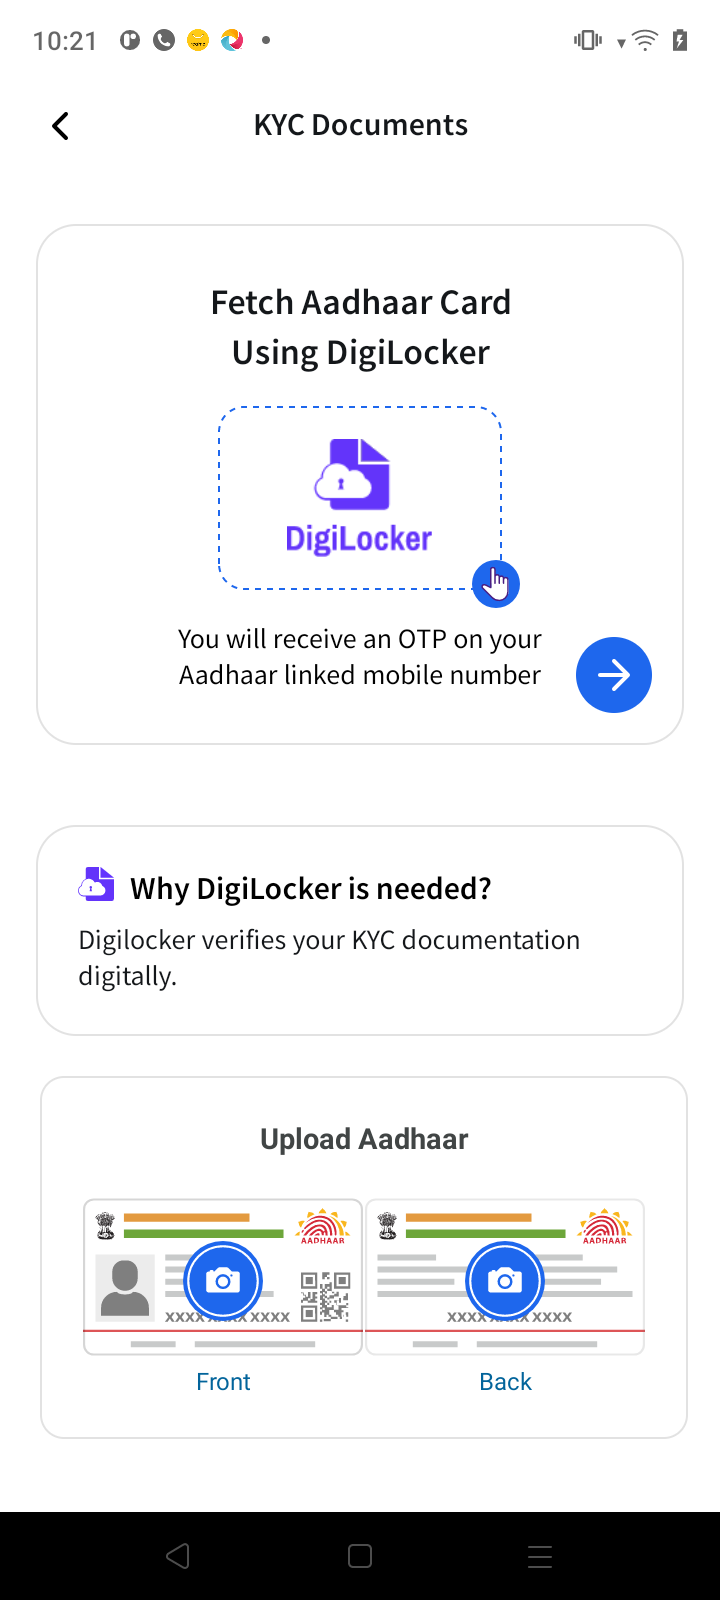 10:21
KYC Documents
Fetch Aadhaar Card
Using DigiLocker
DigiLocker
You will receive an OTP on your
Aadhaar linked mobile number
Why DigiLocker is needed?
Digilocker verifies your KYC documentation
digitally.
Upload Aadhaar
AADHAAR
AADHAAR
XXXX XXXX XXXX
XXXX XXXX XXXX
Front
Back